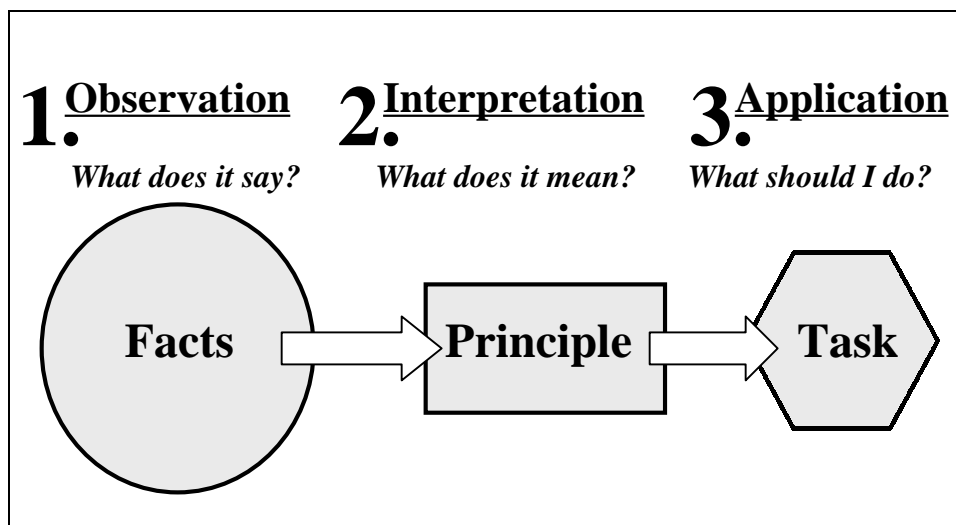 1. Observation 2. Interpretation 3. Application
What does it say? What does it mean? What should I do?
Facts Principle Task